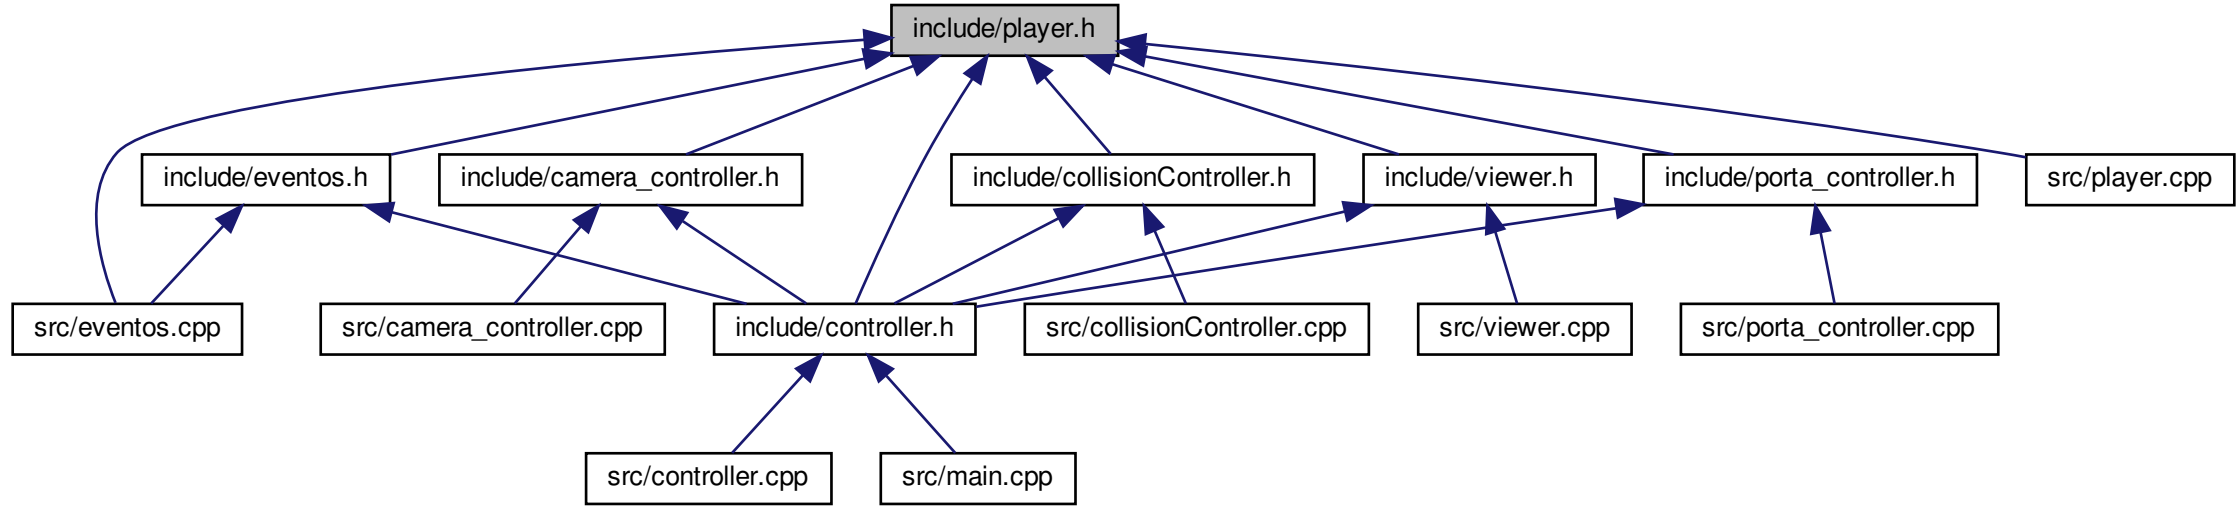 include/player.h
include/eventos.h
include/camera_controller.h
include/collisionController.h
include/viewer.h
include/porta_controller.h
src/player.cpp
src/eventos.cpp
src/camera_controller.cpp
include/controller.h
src/collisionController.cpp
src/viewer.cpp
src/porta_controller.cpp
src/controller.cpp
src/main.cpp